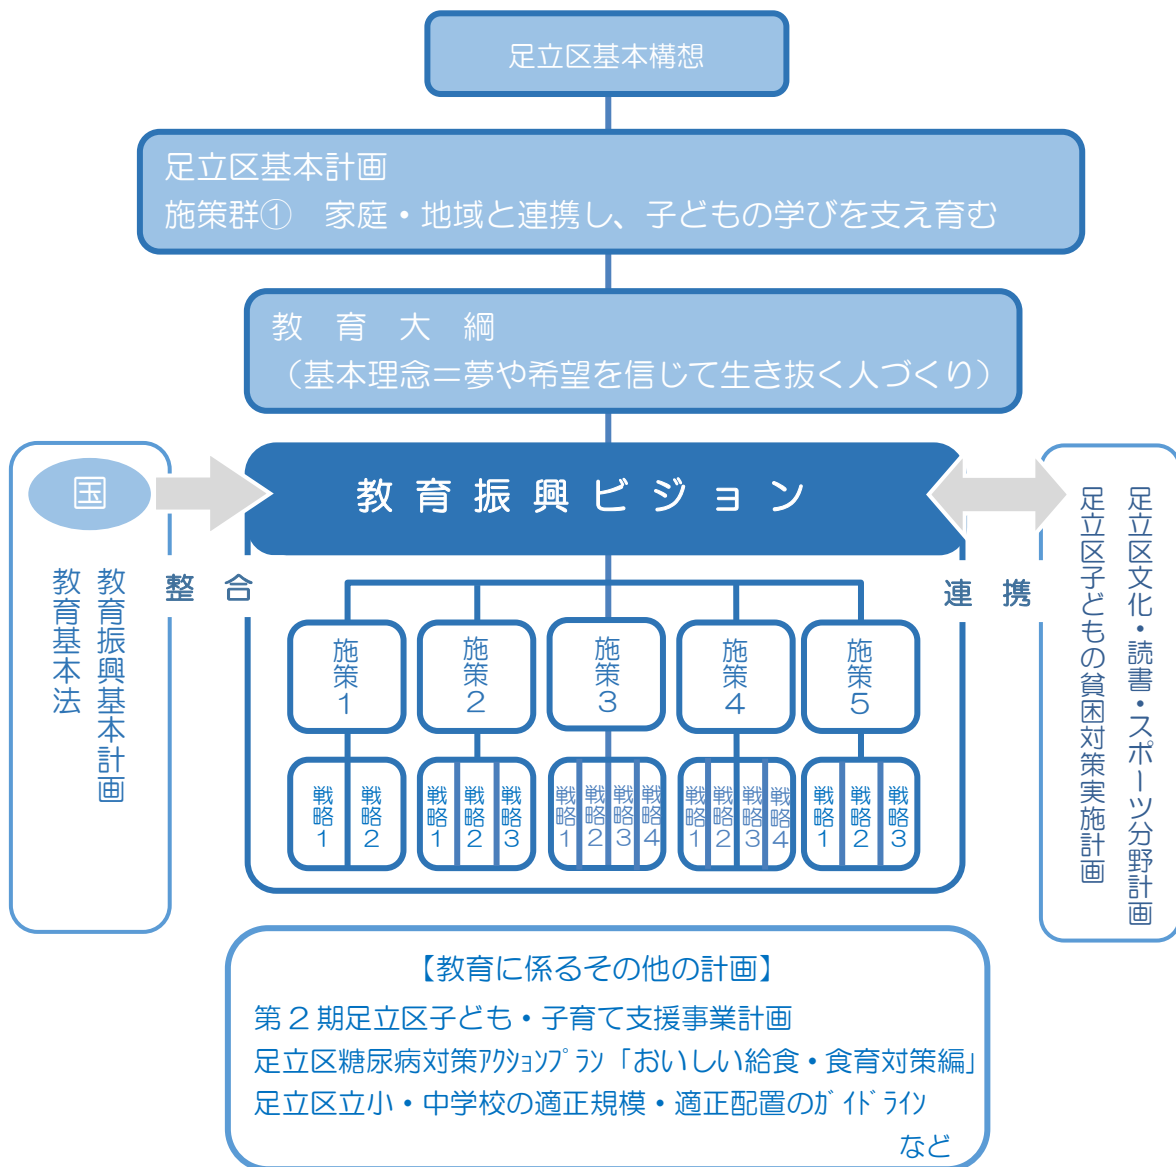 足立区基本構想
足立区基本計画
施策群①　家庭・地域と連携し、子どもの学びを支え育む
教　育　大　綱
（基本理念＝夢や希望を信じて生き抜く人づくり）
国
教育振興基本計画
教育基本法
整　合
教育振興ビジョン
連　携
足立区文化・読書・スポーツ分野計画
足立区子どもの貧困対策実施計画
施策1
施策2
施策3
施策4
施策5
戦略1
戦略2
戦略1
戦略2
戦略3
戦略1
戦略2
戦略3
戦略4
戦略1
戦略2
戦略3
戦略4
戦略1
戦略2
戦略3
【教育に係るその他の計画】
第２期足立区子ども・子育て支援事業計画
足立区糖尿病対策ｱｸｼｮﾝﾌﾟﾗﾝ「おいしい給食・食育対策編」
足立区立小・中学校の適正規模・適正配置のｶﾞｲﾄﾞﾗｲﾝ
など